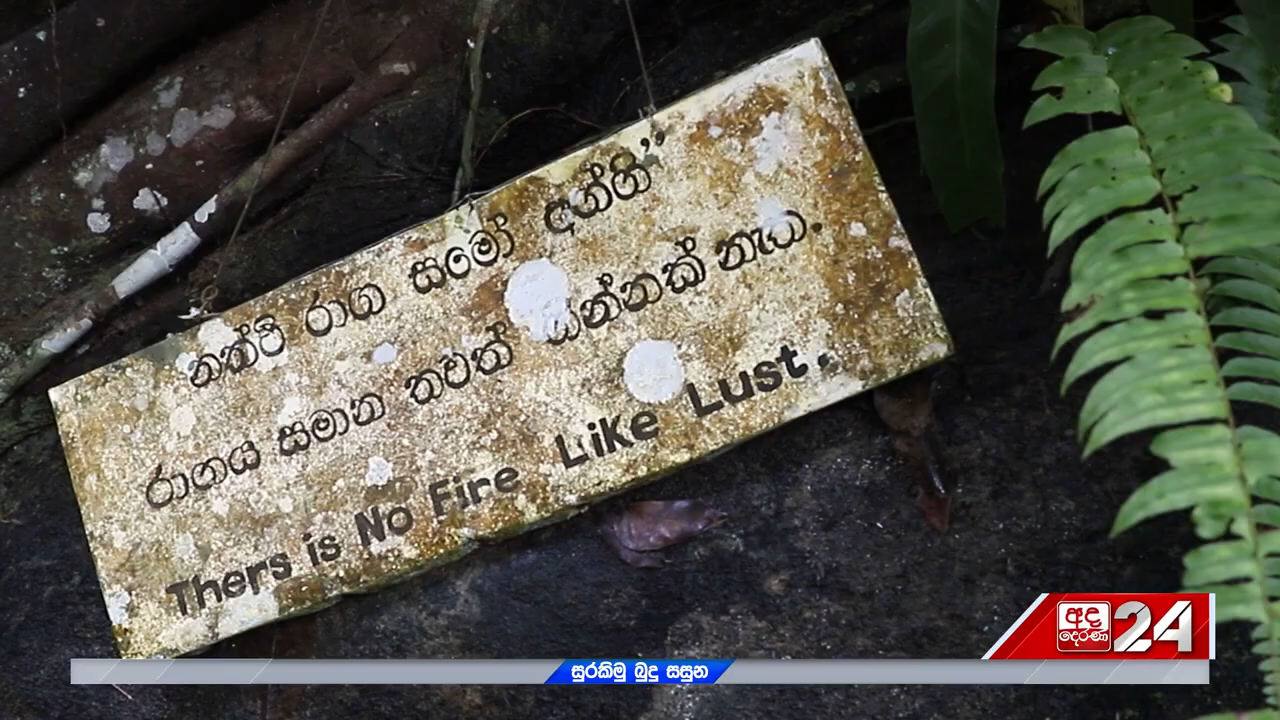 නත්ථි රාග සමෝ අග්ගි”
රාගය සමාන තවත් ගින්නක් නැත.
Thers is No Fire Like Lust.
අද
දෙරණ
24
සුරකිමු බුදු සසුන